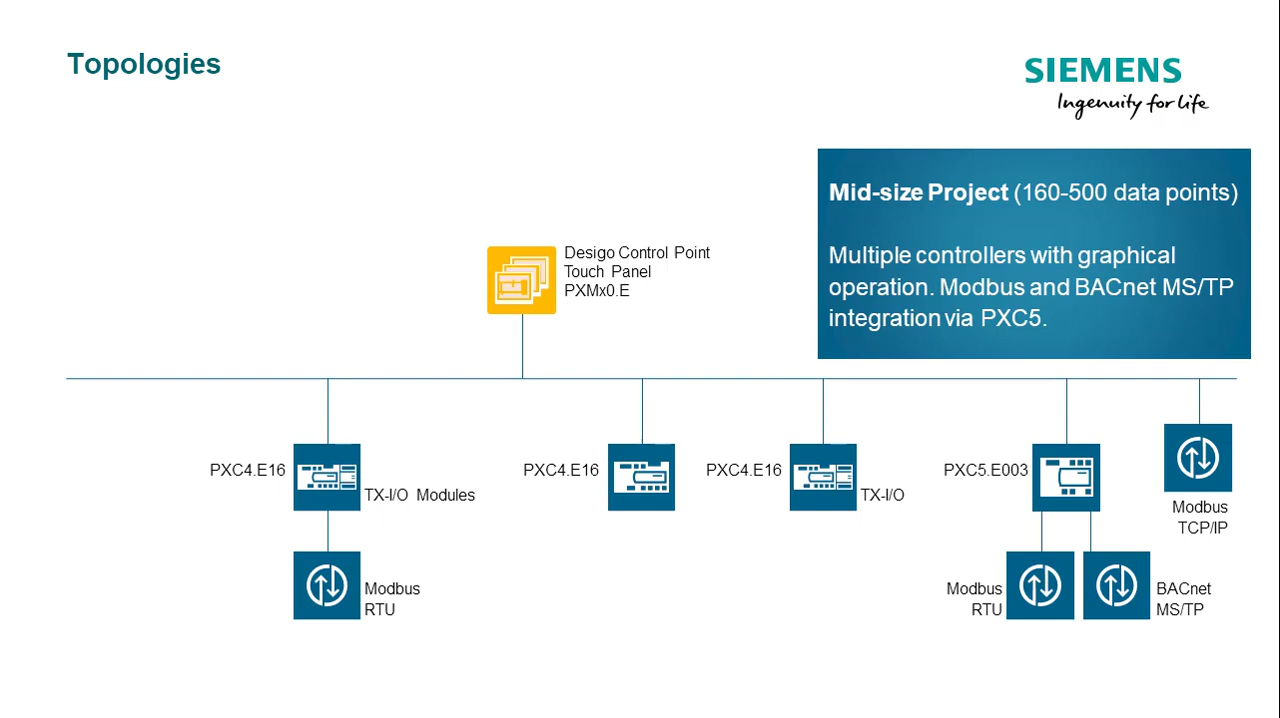 Topologies
SIEMENS
Ingenuity for life
Mid-size Project (160-500 data points)
Multiple controllers with graphical
operation. Modbus and BACnet MS/TP
integration via PXC5.
Desigo Control Point
Touch Panel
PXMx0.E
PXC4.E16
TX-I/O Modules
PXC4.E16
PXC4.E16
TX-I/O
PXC5.E003
Modbus
TCP/IP
Modbus
RTU
Modbus
RTU
BACnet
MS/TP